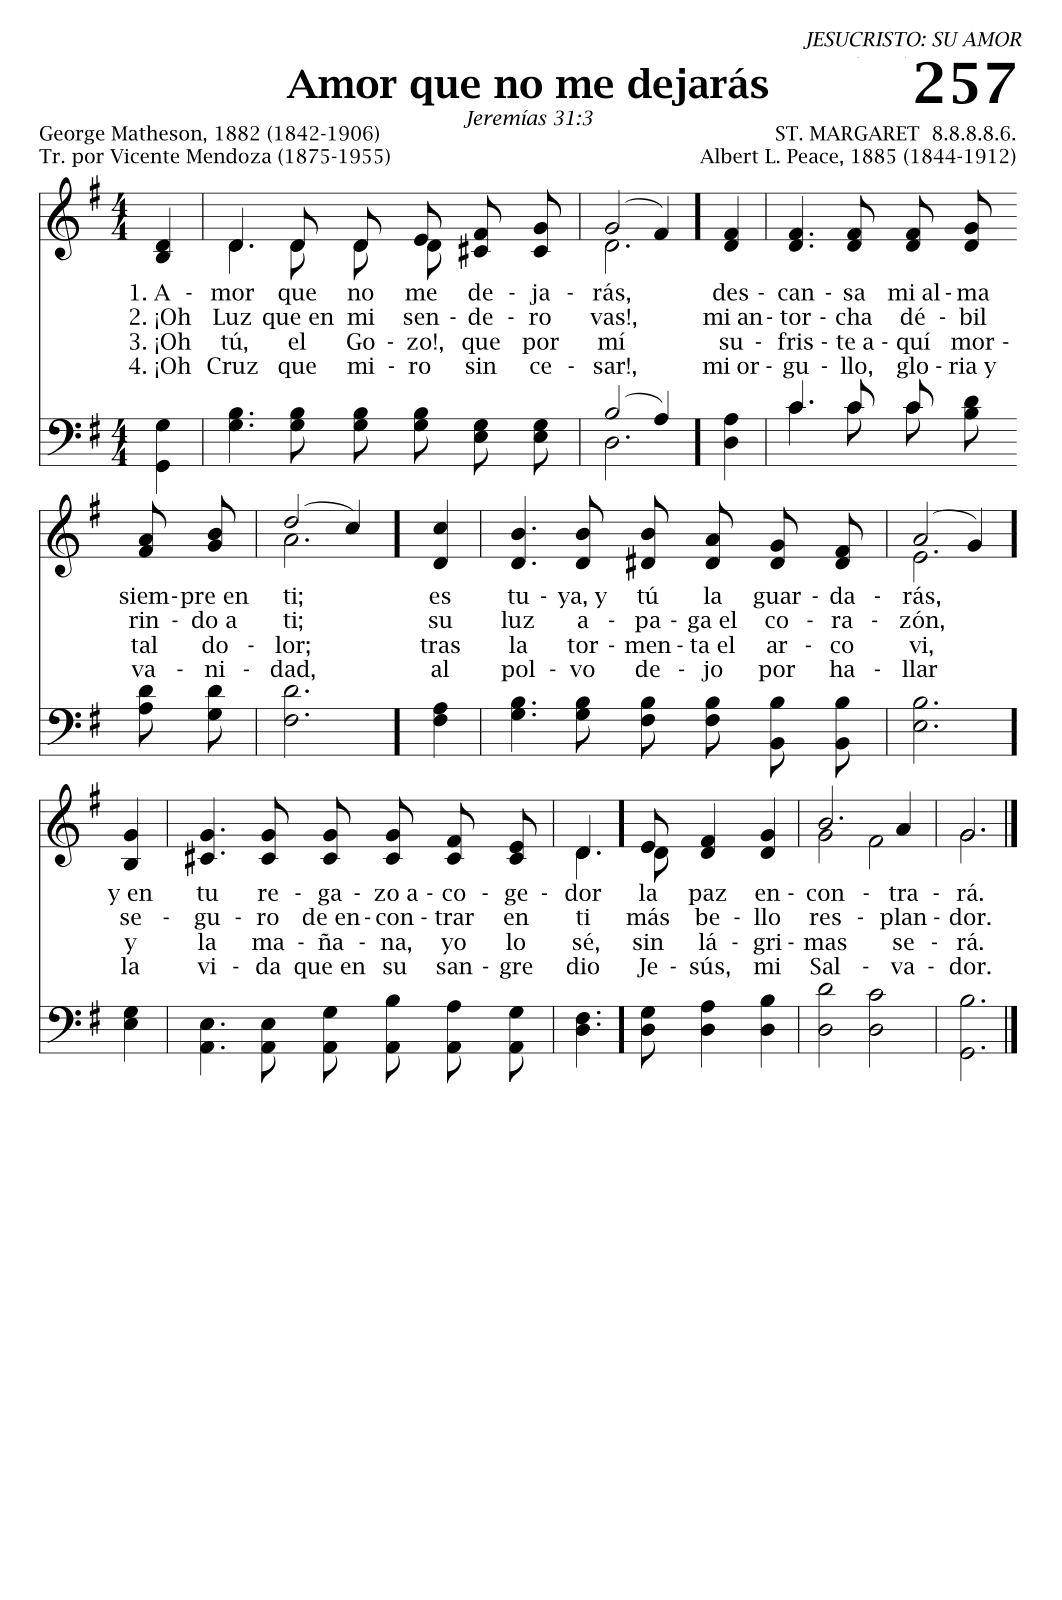 JESUCRISTO: SU AMOR
Amor que no me dejarás
257
Jeremías 31:3
George Matheson, 1882 (1842-1906)
ST. MARGARET 8.8.8.8.6.
Tr. por Vicente Mendoza (1875-1955)
Albert L. Peace, 1885 (1844-1912)
4
4
1. A - mor que no me de - ja - rás, des - can - sa mi al - ma
2. ¡Oh Luz que en mi sen - de - ro vas!, mi an - tor - cha dé - bil
3. ¡Oh tú, el Go - zo!, que por mí su - fris - te a - quí mor -
4. ¡Oh Cruz que mi - ro sin ce - sar!, mi or - gu - llo, glo - ria y
4
4
siem - pre en ti; es tu - ya, y tú la guar - da - rás,
rin - do a ti; su luz a - pa - ga el co - ra - zón,
tal do - lor; tras la tor - men - ta el ar - co vi,
va - ni - dad, al pol - vo de - jo por ha - llar
y en tu re - ga - zo a - co - ge - dor la paz en - con - tra - rá.
se - gu - ro de en - con - trar en ti más be - llo res - plan - dor.
y la ma - ña - na, yo lo sé, sin lá - gri - mas se - rá.
la vi - da que en su san - gre dio Je - sús, mi Sal - va - dor.